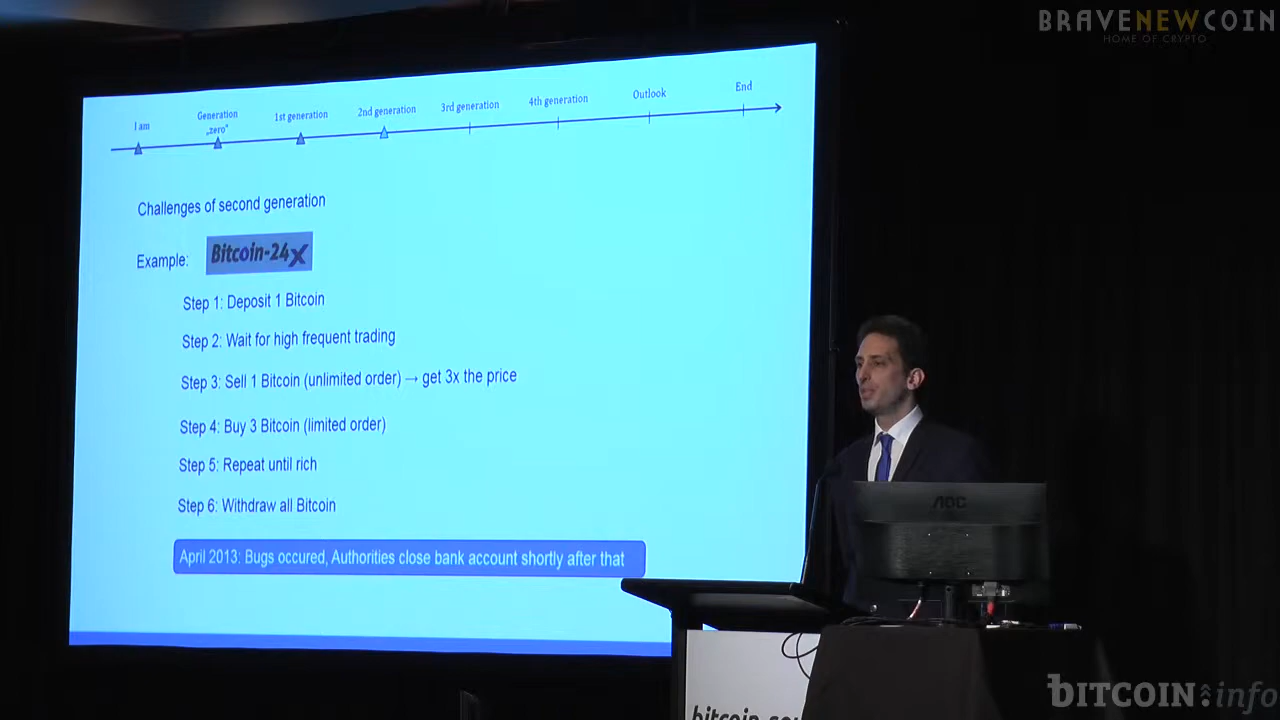 BRAVENEWCOIN
HOME OF CRYPTO
I am
Generation
„zero"
1st generation
2nd generation
3rd generation
4th generation
Outlook
End
Challenges of second generation
Example:
Bitcoin-24
Step 1: Deposit 1 Bitcoin
Step 2: Wait for high frequent trading
Step 3: Sell 1 Bitcoin (unlimited order) → get 3x the price
Step 4: Buy 3 Bitcoin (limited order)
Step 5: Repeat until rich
Step 6: Withdraw all Bitcoin
April 2013: Bugs occured, Authorities close bank account shortly after that
AOC
BITCOIN:info